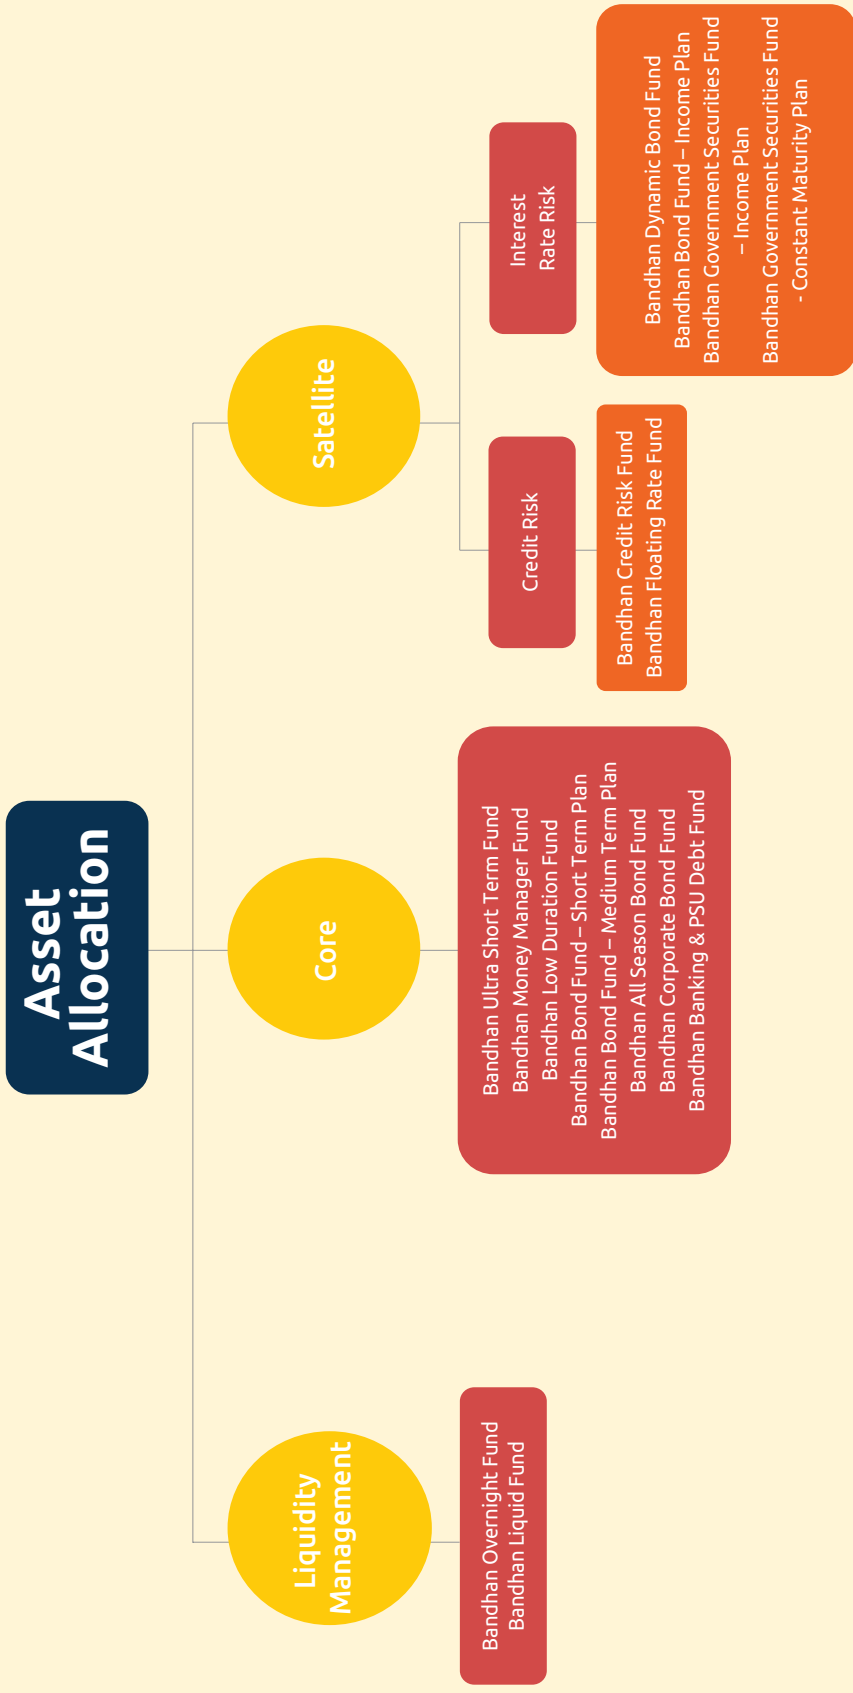 Asset
Allocation
Liquidity
Management
Bandhan Overnight Fund
Bandhan Liquid Fund
Core
Bandhan Ultra Short Term Fund
Bandhan Money Manager Fund
Bandhan Low Duration Fund
Bandhan Bond Fund – Short Term Plan
Bandhan Bond Fund – Medium Term Plan
Bandhan All Season Bond Fund
Bandhan Corporate Bond Fund
Bandhan Banking & PSU Debt Fund
Satellite
Credit Risk
Bandhan Credit Risk Fund
Bandhan Floating Rate Fund
Interest
Rate Risk
Bandhan Dynamic Bond Fund
Bandhan Bond Fund – Income Plan
Bandhan Government Securities Fund
– Income Plan
Bandhan Government Securities Fund
- Constant Maturity Plan